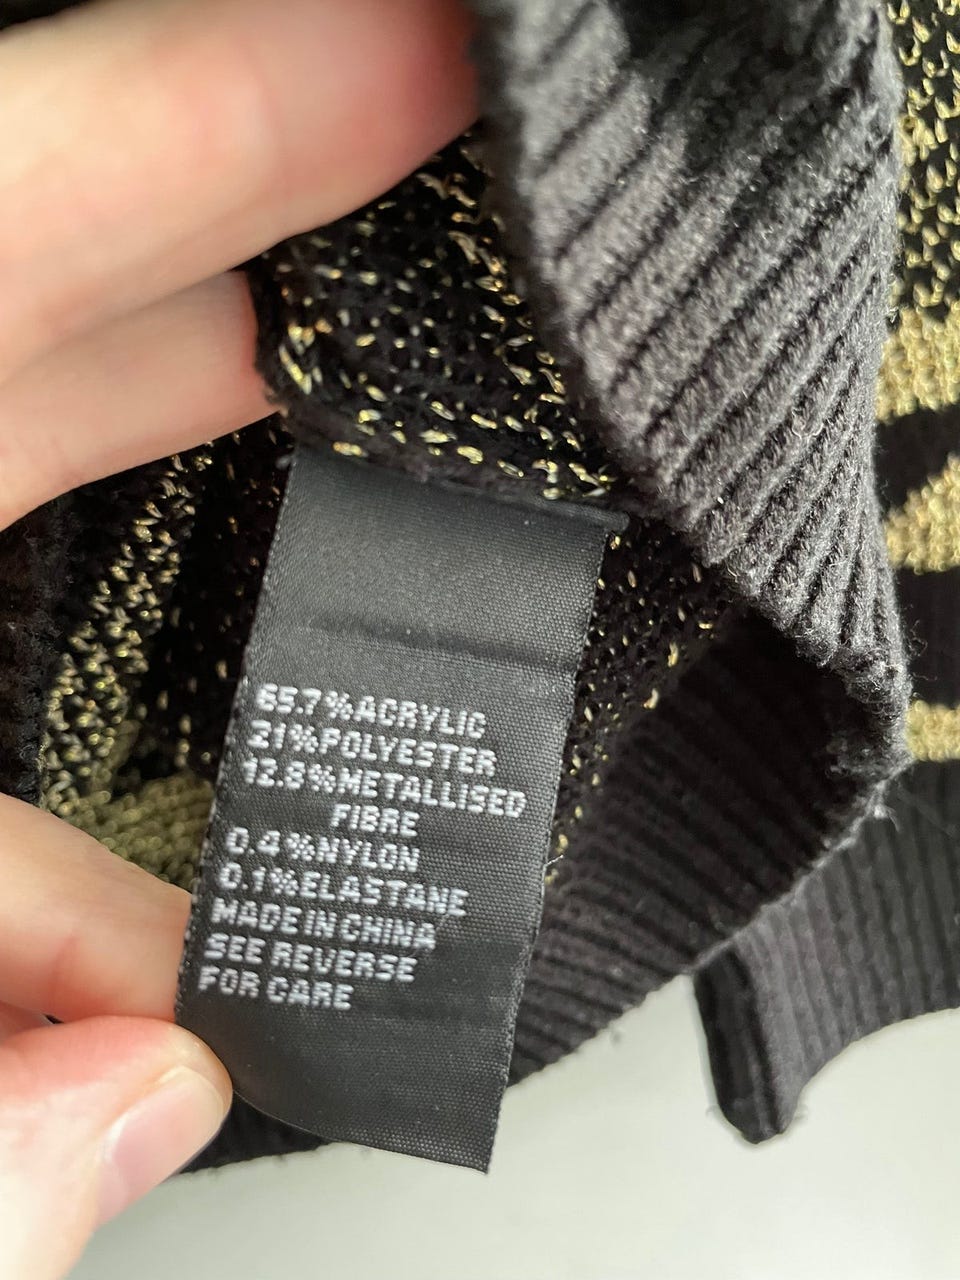 65.7%ACRYLIC
21%POLYESTER
12.8%METALLISED
FIBRE
0.4%NYLON
0.1%ELASTANE
MADE IN CHINA
SEE REVERSE
FOR CARE